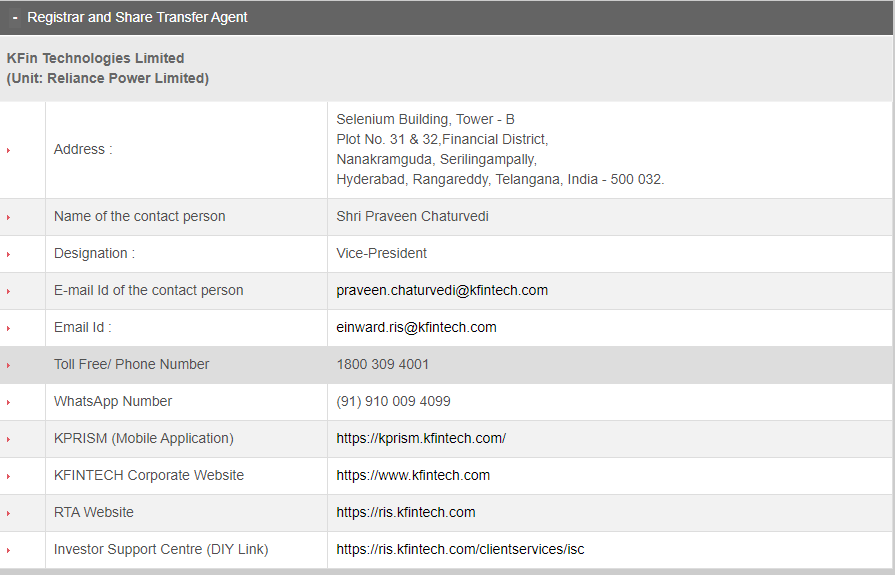 - Registrar and Share Transfer Agent
KFin Technologies Limited
(Unit: Reliance Power Limited)
Address :
Selenium Building, Tower - B
Plot No. 31 & 32,Financial District,
Nanakramguda, Serilingampally,
Hyderabad, Rangareddy, Telangana, India - 500 032.
Name of the contact person Shri Praveen Chaturvedi
Designation : Vice-President
E-mail Id of the contact person praveen.chaturvedi@kfintech.com
Email Id : einward.ris@kfintech.com
Toll Free/ Phone Number 1800 309 4001
WhatsApp Number (91) 910 009 4099
KPRISM (Mobile Application) https://kprism.kfintech.com/
KFINTECH Corporate Website https://www.kfintech.com
RTA Website https://ris.kfintech.com
Investor Support Centre (DIY Link) https://ris.kfintech.com/clientservices/isc